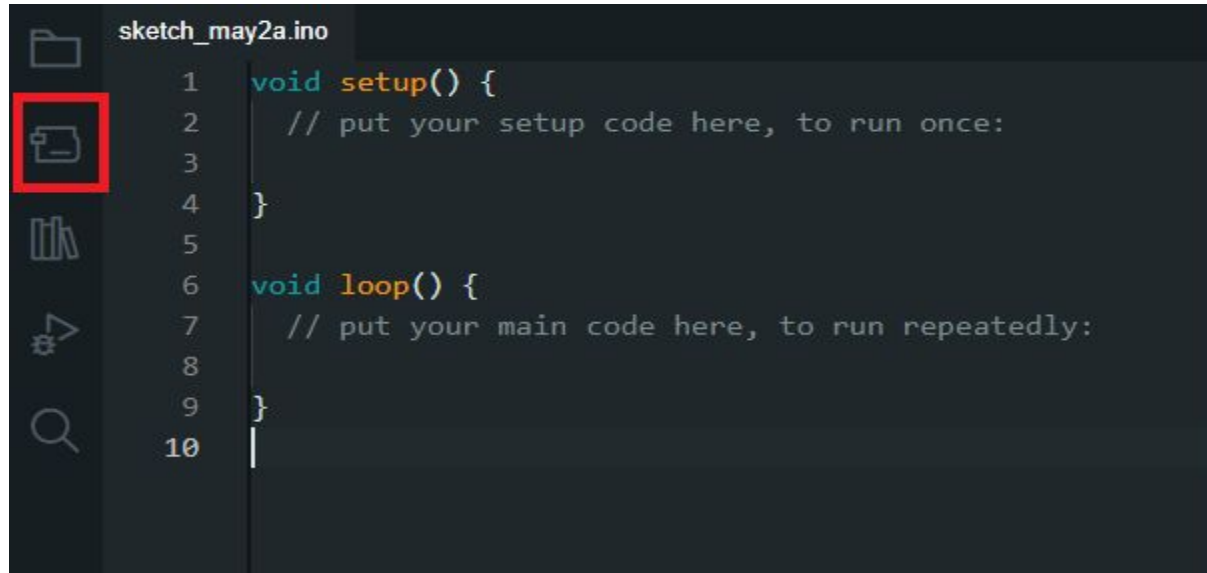 sketch_may2a.ino
1 void setup() {
2 // put your setup code here, to run once:
3
4 }
5
6 void loop() {
7 // put your main code here, to run repeatedly:
8
9 }
10